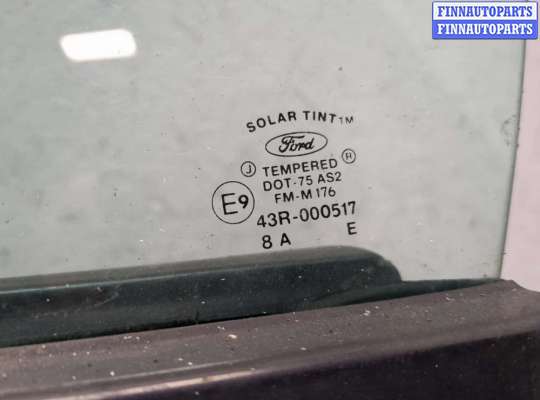 FINNAUTOPARTS
FINNAUTOPARTS
SOLAR TINT™
Ford
J TEMPERED R
DOT-75 AS2
FM-M176
E9 43R-000517
8 A E